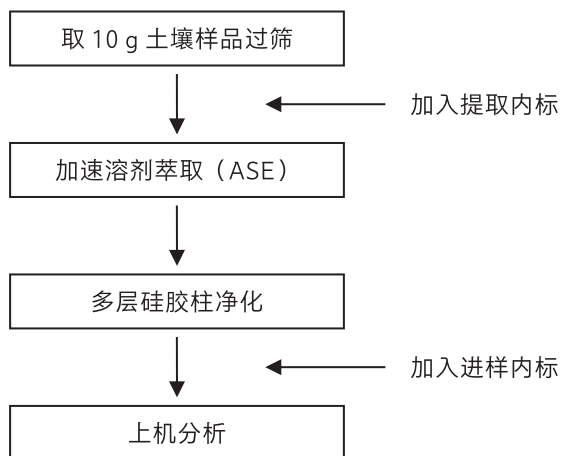 取 10 g 土壤样品过筛
加入提取内标
加速溶剂萃取（ASE）
多层硅胶柱净化
加入进样内标
上机分析